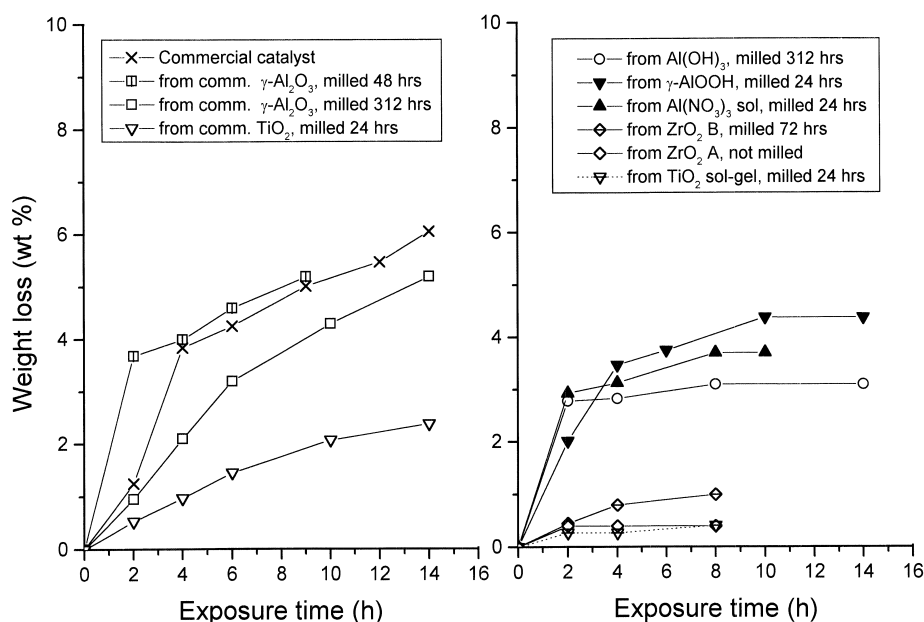 Commercial catalyst
from comm. γ-Al₂O₃, milled 48 hrs
from comm. γ-Al₂O₃, milled 312 hrs
from comm. TiO₂, milled 24 hrs
10
8
6
4
2
0
Weight loss (wt %)
0 2 4 6 8 10 12 14 16
Exposure time (h)
from Al(OH)₃, milled 312 hrs
from γ-AlOOH, milled 24 hrs
from Al(NO₃)₃ sol, milled 24 hrs
from ZrO₂ B, milled 72 hrs
from ZrO₂ A, not milled
from TiO₂ sol-gel, milled 24 hrs
10
8
6
4
2
0
0 2 4 6 8 10 12 14 16
Exposure time (h)